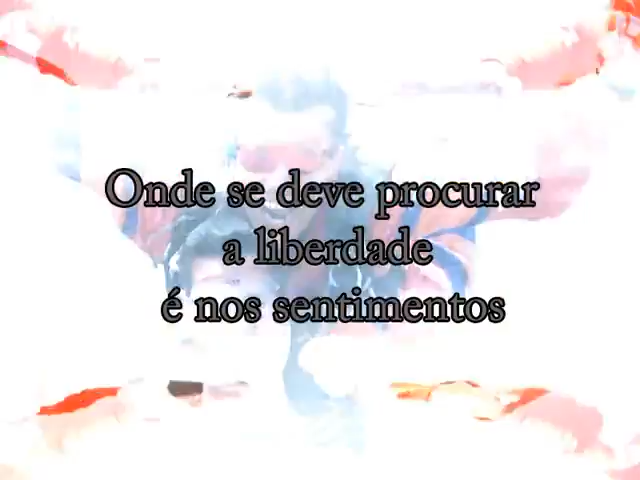 Onde se deve procurar
a liberdade
é nos sentimentos